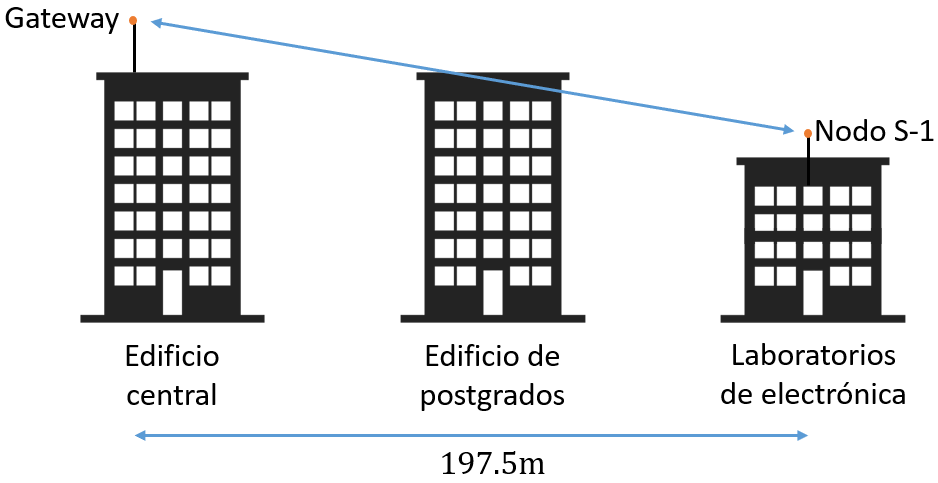 Gateway
Nodo S-1
Edificio
central
Edificio de
postgrados
Laboratorios
de electrónica
197.5m